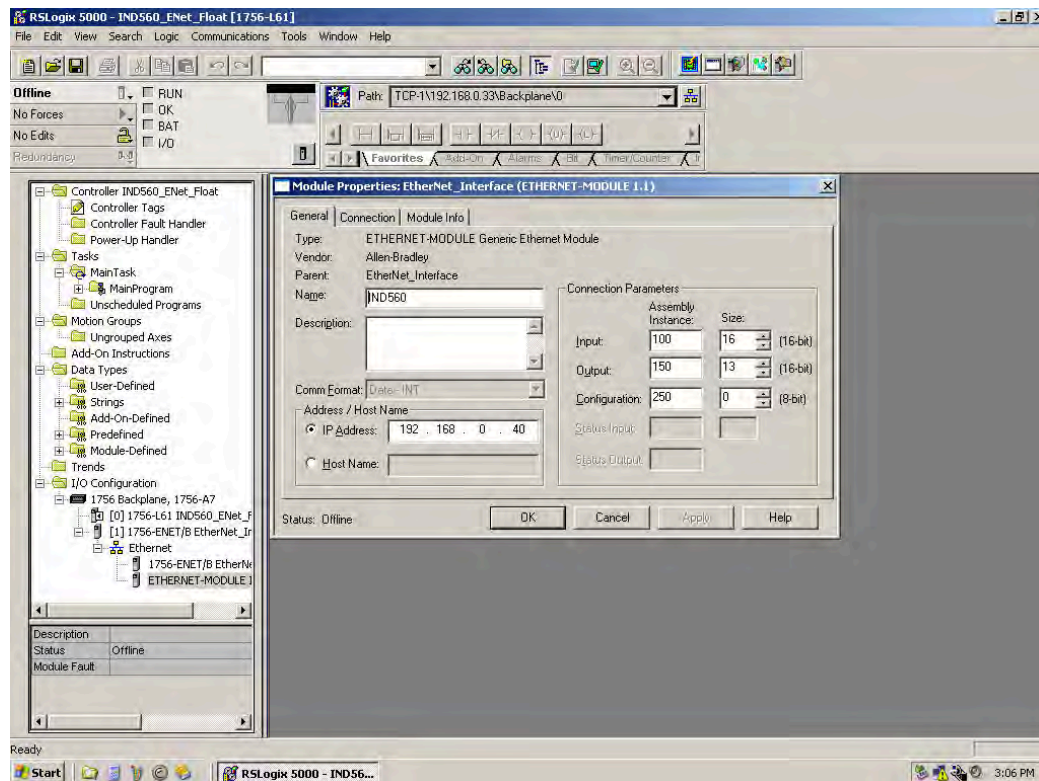 RSLogix 5000 - IND560_ENet_Float [1756-L61]
File Edit View Search Logic Communications Tools Window Help
Offline
RUN
No Forces
OK
No Edits
BAT
Redundancy
I/O
Path: TCP-1\192.168.0.33\Backplane\0
Favorites Add-On Alarms Bit Timer/Counter
Controller IND560_ENet_Float
Controller Tags
Controller Fault Handler
Power-Up Handler
Tasks
MainTask
MainProgram
Unscheduled Programs
Motion Groups
Ungrouped Axes
Add-On Instructions
Data Types
User-Defined
Strings
Add-On-Defined
Predefined
Module-Defined
Trends
I/O Configuration
1756 Backplane, 1756-A7
[0] 1756-L61 IND560_ENet_F
[1] 1756-ENET/B EtherNet_Ir
Ethernet
1756-ENET/B EtherNe
ETHERNET-MODULE I
Description
Status Offline
Module Fault
Module Properties: EtherNet_Interface (ETHERNET-MODULE 1.1)
General Connection Module Info
Type: ETHERNET-MODULE Generic Ethernet Module
Vendor: Allen-Bradley
Parent: EtherNet_Interface
Name: IND560
Description:
Comm Format: Data - INT
Address / Host Name
IP Address: 192 . 168 . 0 . 40
Host Name:
Connection Parameters
Assembly
Instance: Size:
Input: 100 16 (16-bit)
Output: 150 13 (16-bit)
Configuration: 250 0 (8-bit)
Status Input:
Status Output:
Status: Offline
OK Cancel Apply Help
Ready
Start RSLogix 5000 - IND56... 3:06 PM